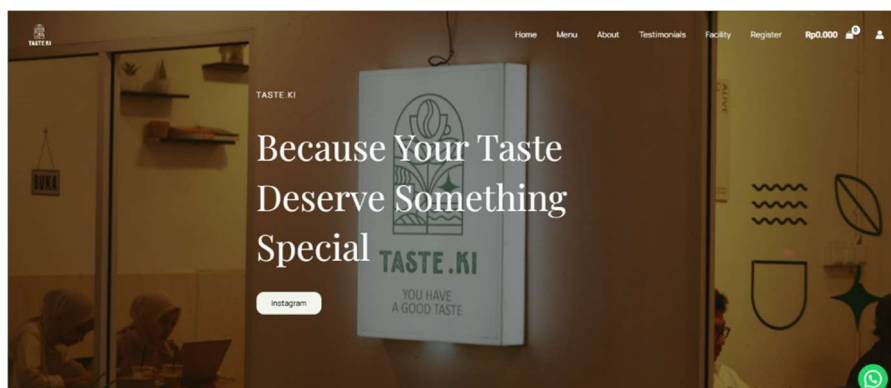 TASTE.KI
Home Menu About Testimonials Facility Register Rp0.000 0
TASTE.KI
Because Your Taste
Deserve Something
Special
Instagram
BUKA
TASTE.KI
YOU HAVE
A GOOD TASTE